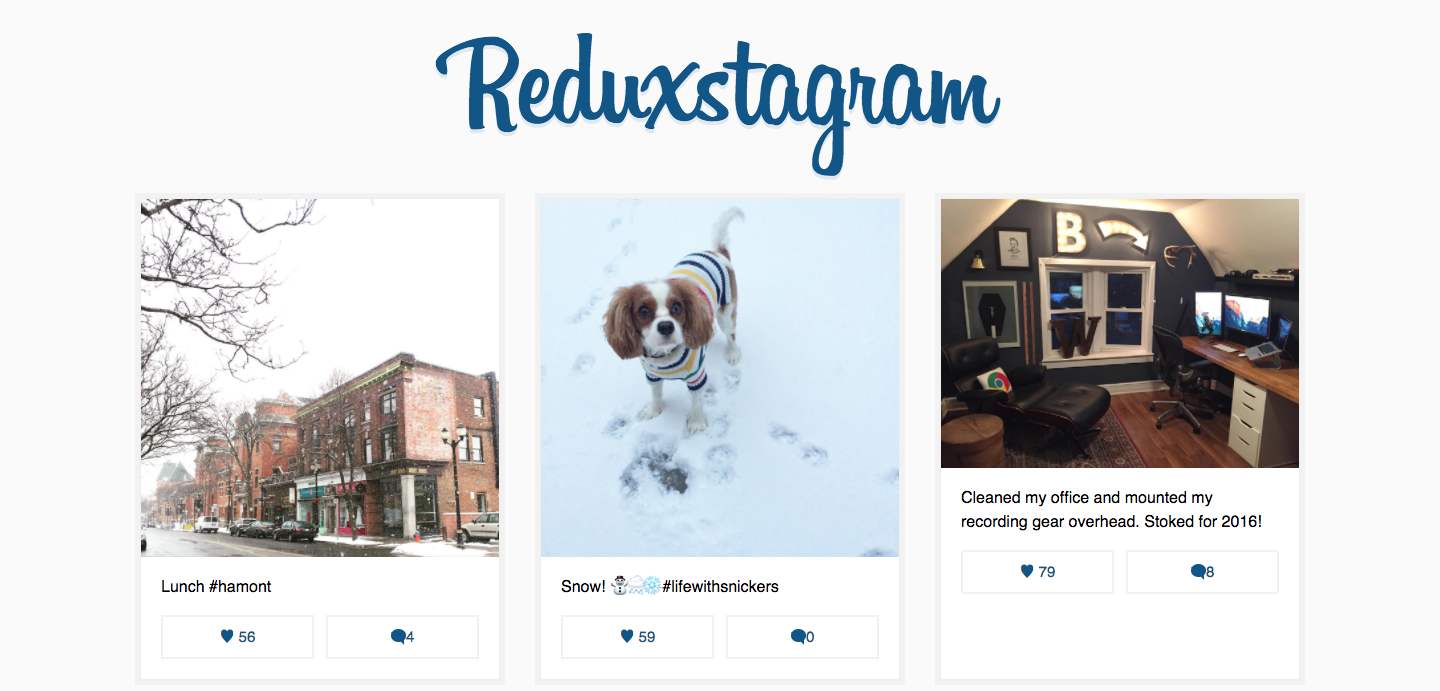 Reduxstagram
B
W
Lunch #hamont
♥ 56
4
Snow! ☃️🌨❄️#lifewithsnickers
♥ 59
0
Cleaned my office and mounted my
recording gear overhead. Stoked for 2016!
♥ 79
8